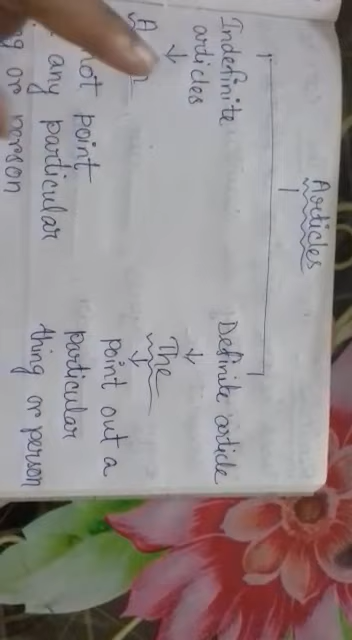 Articles
Indefinite articles
Definite article
A
The
not point
any particular
or person
point out a
particular
thing or person